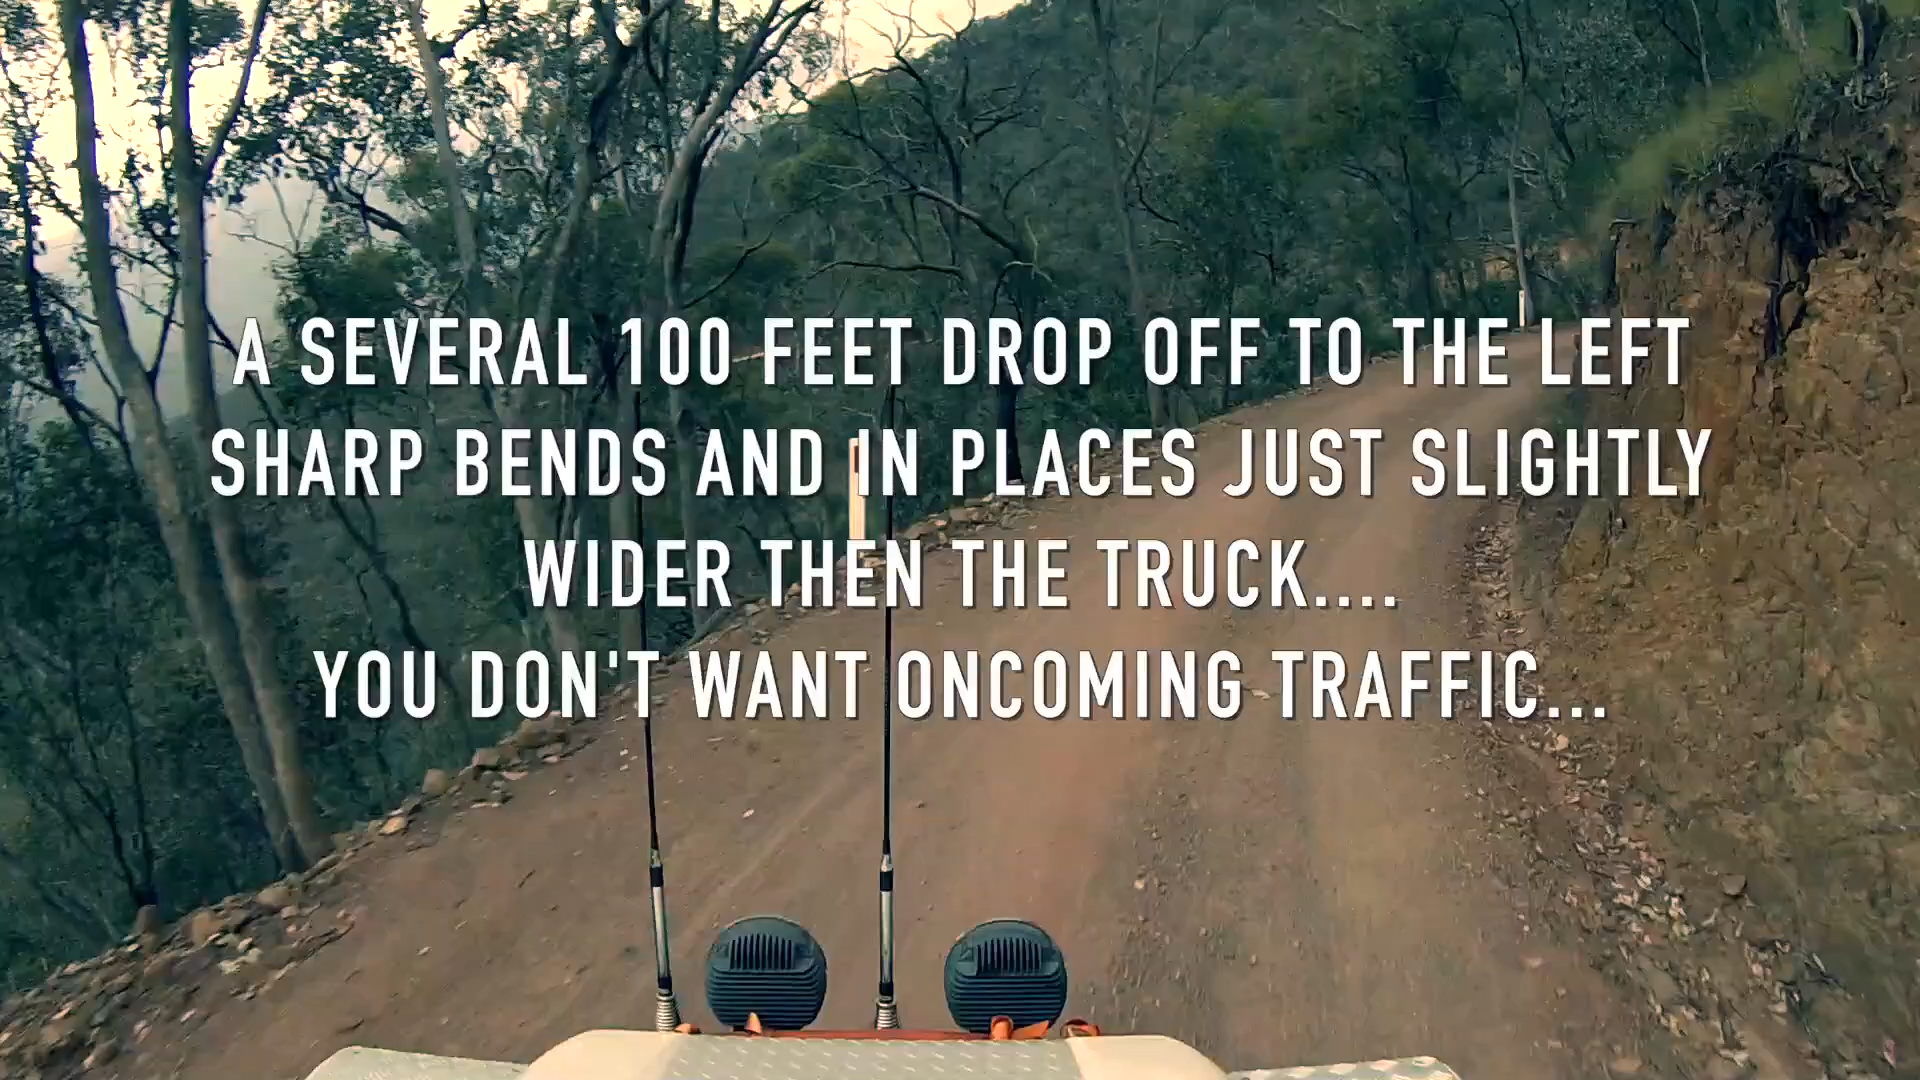 A SEVERAL 100 FEET DROP OFF TO THE LEFT
SHARP BENDS AND IN PLACES JUST SLIGHTLY
WIDER THEN THE TRUCK....
YOU DON'T WANT ONCOMING TRAFFIC...